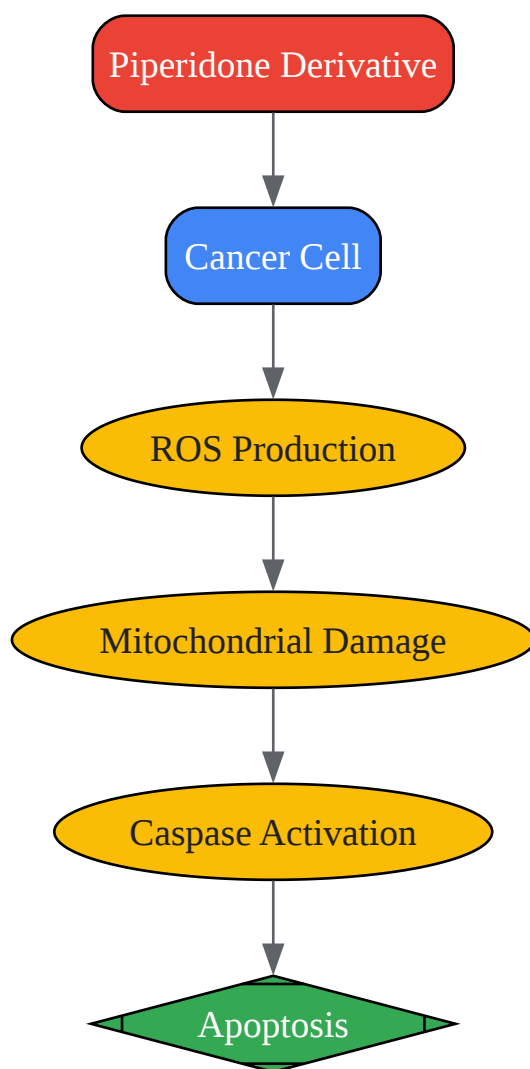 Piperidone Derivative
Cancer Cell
ROS Production
Mitochondrial Damage
Caspase Activation
Apoptosis